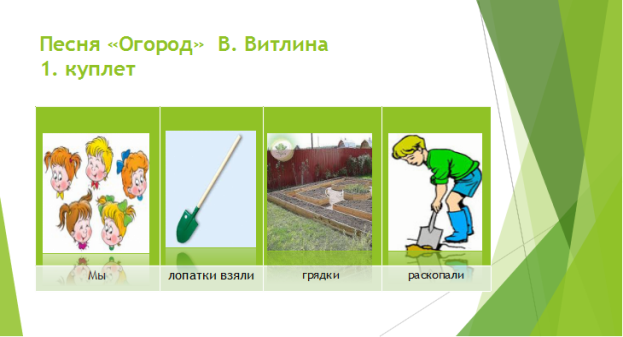 Песня «Огород» В. Витлина
1. куплет
Мы
лопатки взяли
грядки
раскопали